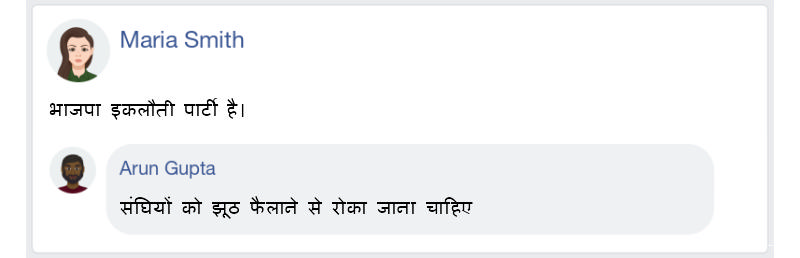 Maria Smith
भाजपा इकलौती पार्टी है।
Arun Gupta
संघियों को झूठ फैलाने से रोका जाना चाहिए